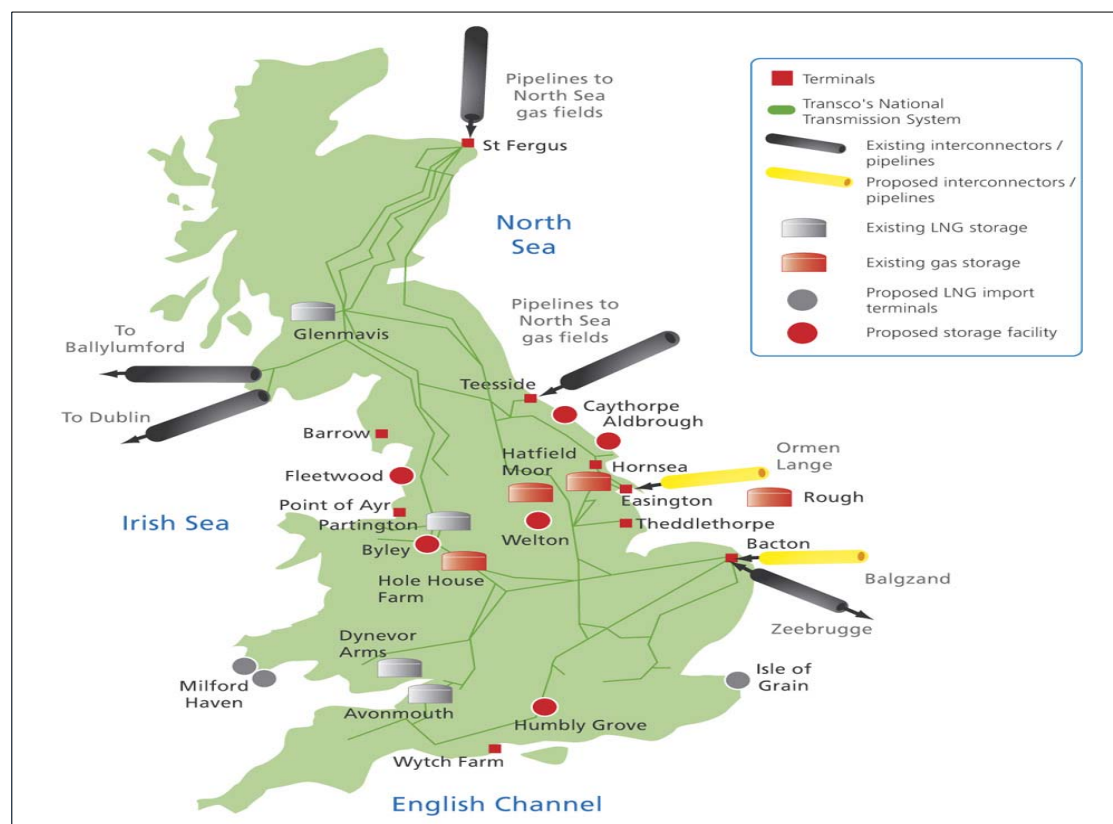 Pipelines to
North Sea
gas fields
St Fergus
North
Sea
Terminals
Transco's National
Transmission System
Existing interconnectors /
pipelines
Proposed interconnectors /
pipelines
Existing LNG storage
Existing gas storage
Proposed LNG import
terminals
Proposed storage facility
Glenmavis
To
Ballylumford
To Dublin
Pipelines to
North Sea
gas fields
Teesside
Caythorpe
Aldbrough
Barrow
Hatfield
Moor
Hornsea
Ormen
Lange
Fleetwood
Easington
Rough
Point of Ayr
Partington
Irish Sea
Theddlethorpe
Welton
Byley
Bacton
Hole House
Farm
Balgzand
Zeebrugge
Dynevor
Arms
Milford
Haven
Isle of
Grain
Avonmouth
Humbly Grove
Wytch Farm
English Channel